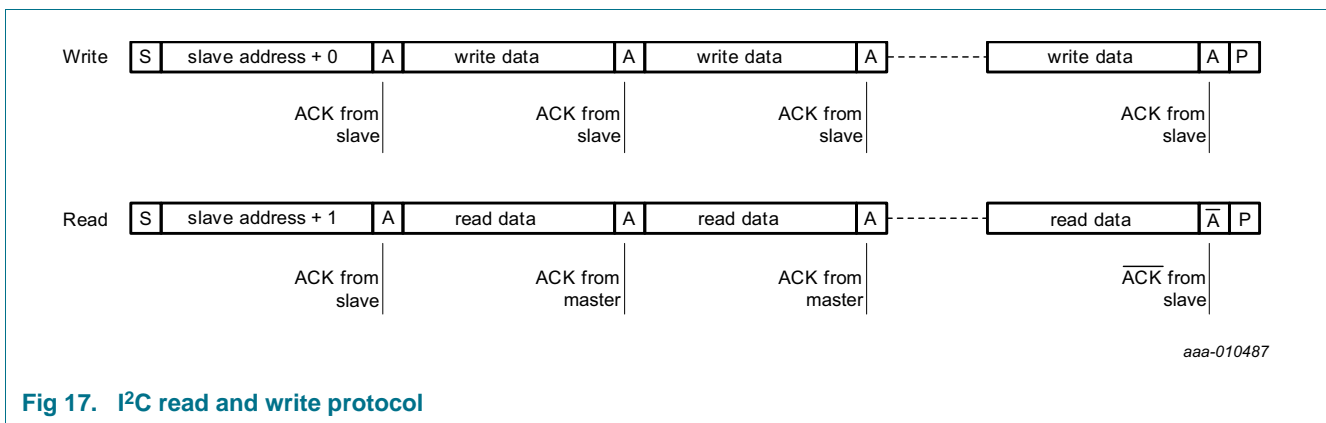 Write S slave address + 0 A write data A write data A write data A P
ACK from ACK from ACK from ACK from
slave slave slave slave
Read S slave address + 1 A read data A read data A read data A̅ P
ACK from ACK from ACK from A̅C̅K̅ from
slave master master slave
aaa-010487
Fig 17. I²C read and write protocol